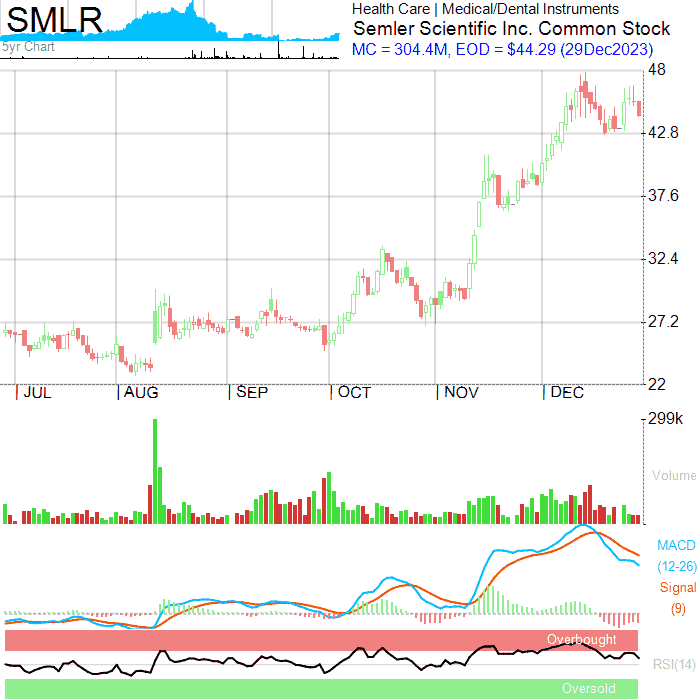 SMLR
5yr Chart
Health Care | Medical/Dental Instruments
Semler Scientific Inc. Common Stock
MC = 304.4M, EOD = $44.29 (29Dec2023)
48
42.8
37.6
32.4
27.2
22
JUL AUG SEP OCT NOV DEC
299k
Volume
MACD
(12-26)
Signal
(9)
Overbought
RSI(14)
Oversold